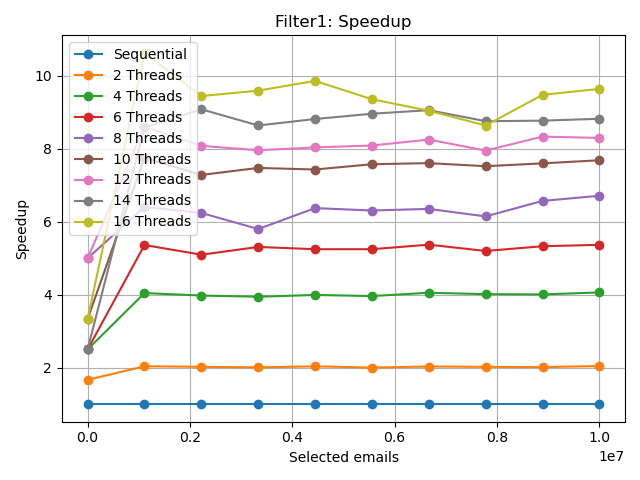 Filter1: Speedup
Sequential
2 Threads
4 Threads
6 Threads
8 Threads
10 Threads
12 Threads
14 Threads
16 Threads
Speedup
10
8
6
4
2
0.0 0.2 0.4 0.6 0.8 1.0
1e7
Selected emails